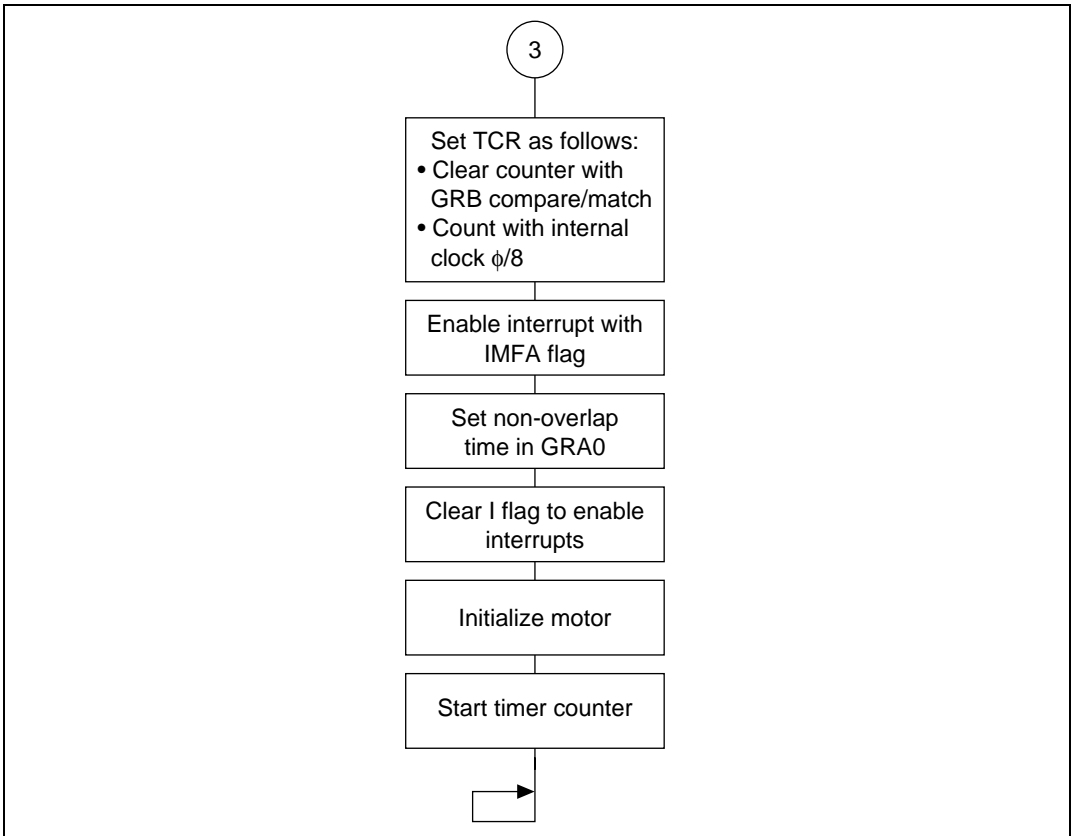 3
Set TCR as follows:
• Clear counter with
GRB compare/match
• Count with internal
clock ϕ/8
Enable interrupt with
IMFA flag
Set non-overlap
time in GRA0
Clear I flag to enable
interrupts
Initialize motor
Start timer counter